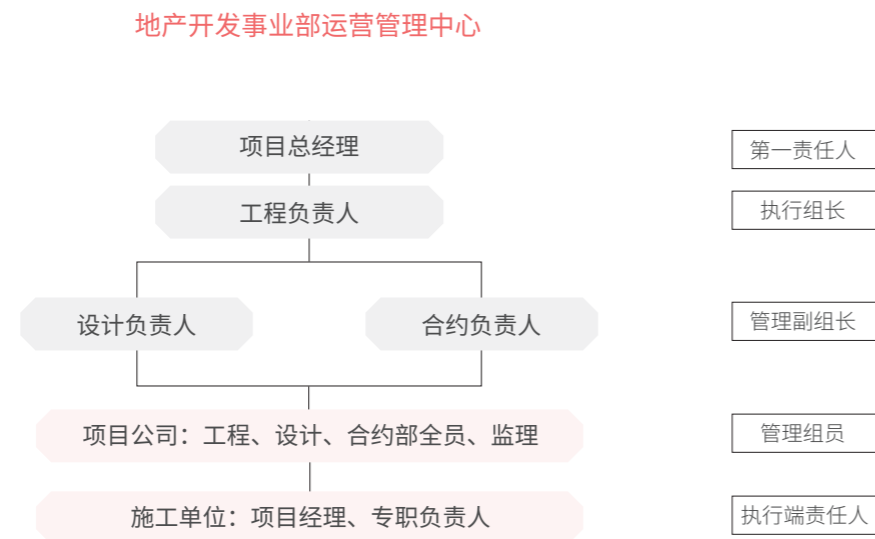 地产开发事业部运营管理中心
项目总经理
第一责任人
工程负责人
执行组长
设计负责人
合约负责人
管理副组长
项目公司：工程、设计、合约部全员、监理
管理组员
施工单位：项目经理、专职负责人
执行端责任人